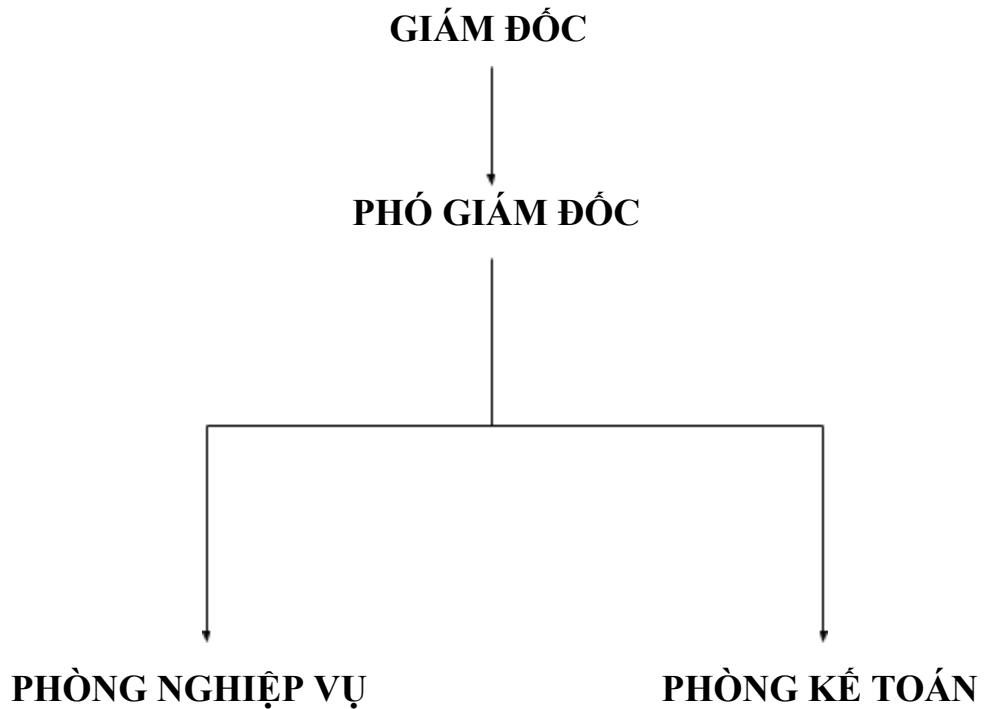 GIÁM ĐỐC
PHÓ GIÁM ĐỐC
PHÒNG NGHIỆP VỤ
PHÒNG KẾ TOÁN